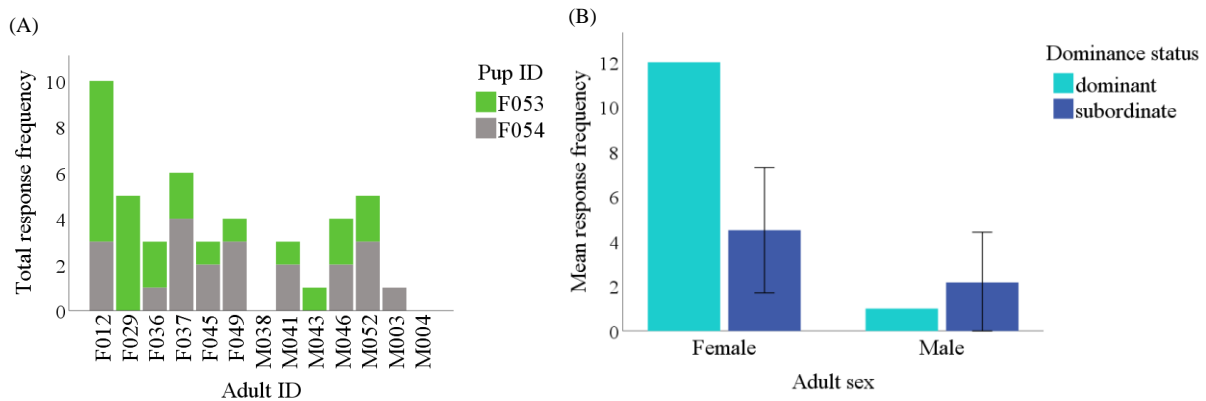 (A)
Total response frequency
10
8
6
4
2
0
F012
F029
F036
F037
F045
F049
M038
M041
M043
M046
M052
M003
M004
Adult ID
Pup ID
F053
F054
(B)
Mean response frequency
12
10
8
6
4
2
0
Female
Male
Adult sex
Dominance status
dominant
subordinate